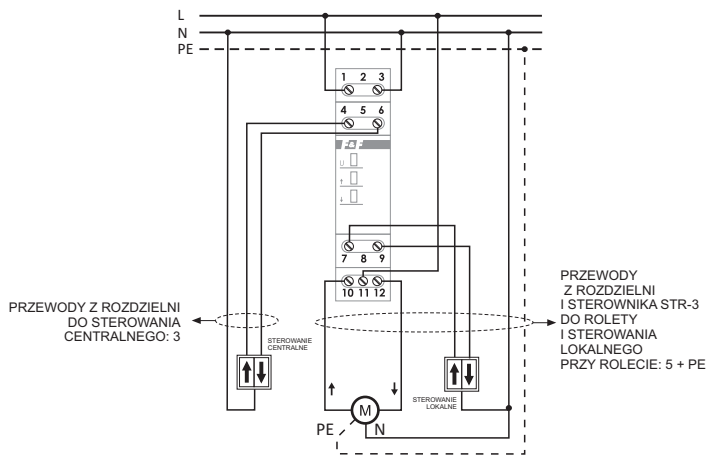 L
N
PE
1 2 3
4 5 6
F&F
U
↑
↓
7 8 9
10 11 12
PRZEWODY Z ROZDZIELNI
DO STEROWANIA
CENTRALNEGO: 3
STEROWANIE
CENTRALNE
PRZEWODY
Z ROZDZIELNI
I STEROWNIKA STR-3
DO ROLETY
I STEROWANIA
LOKALNEGO
PRZY ROLECIE: 5 + PE
STEROWANIE
LOKALNE
M
PE
N